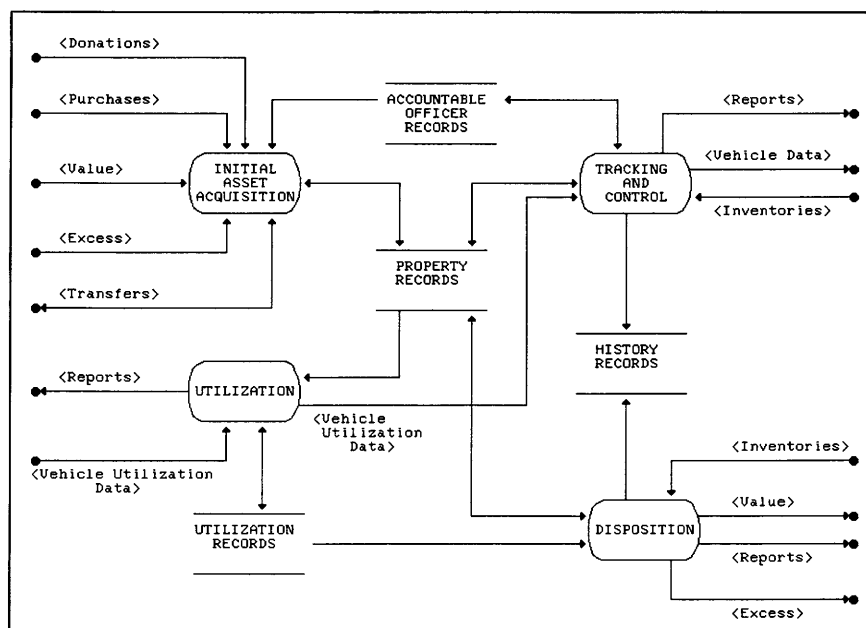 <Donations>
<Purchases>
<Value>
<Excess>
<Transfers>
INITIAL
ASSET
ACQUISITION
ACCOUNTABLE
OFFICER
RECORDS
TRACKING
AND
CONTROL
<Reports>
<Vehicle Data>
<Inventories>
PROPERTY
RECORDS
HISTORY
RECORDS
<Reports>
UTILIZATION
<Vehicle
Utilization
Data>
<Vehicle Utilization
Data>
UTILIZATION
RECORDS
DISPOSITION
<Inventories>
<Value>
<Reports>
<Excess>